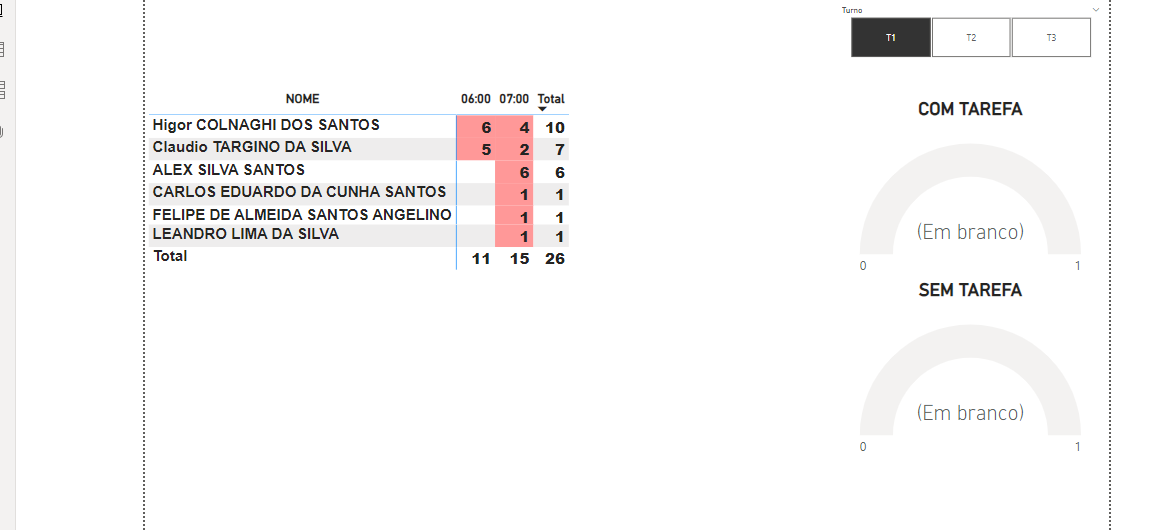 Turno
T1 T2 T3
NOME 06:00 07:00 Total
Higor COLNAGHI DOS SANTOS 6 4 10
Claudio TARGINO DA SILVA 5 2 7
ALEX SILVA SANTOS 6 6
CARLOS EDUARDO DA CUNHA SANTOS 1 1
FELIPE DE ALMEIDA SANTOS ANGELINO 1 1
LEANDRO LIMA DA SILVA 1 1
Total 11 15 26
COM TAREFA
(Em branco)
0 1
SEM TAREFA
(Em branco)
0 1